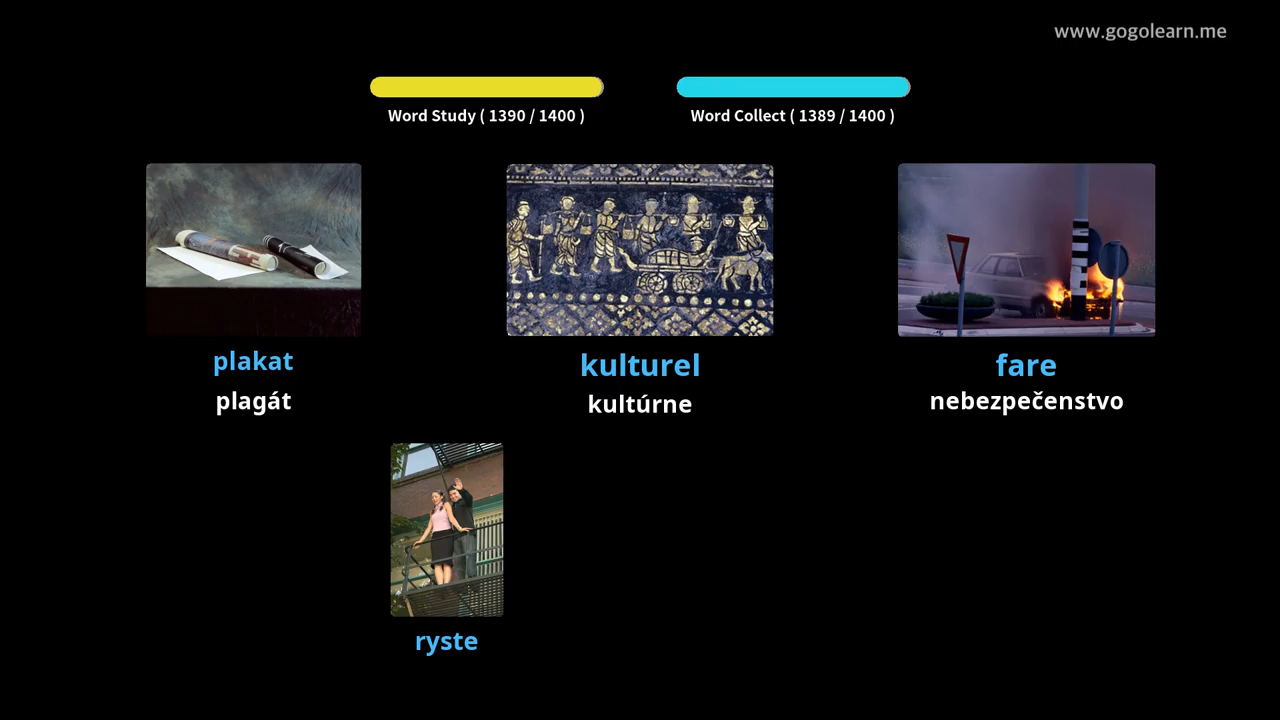 www.gogolearn.me
Word Study ( 1390 / 1400 )
Word Collect ( 1389 / 1400 )
plakat
plagát
kulturel
kultúrne
fare
nebezpečenstvo
ryste